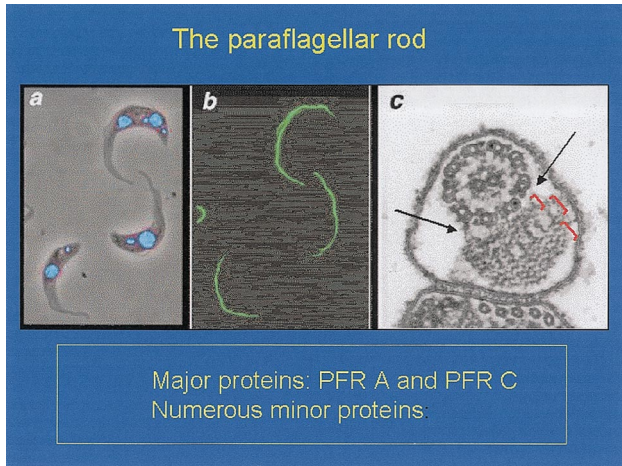 The paraflagellar rod
a
b
c
Major proteins: PFR A and PFR C
Numerous minor proteins: